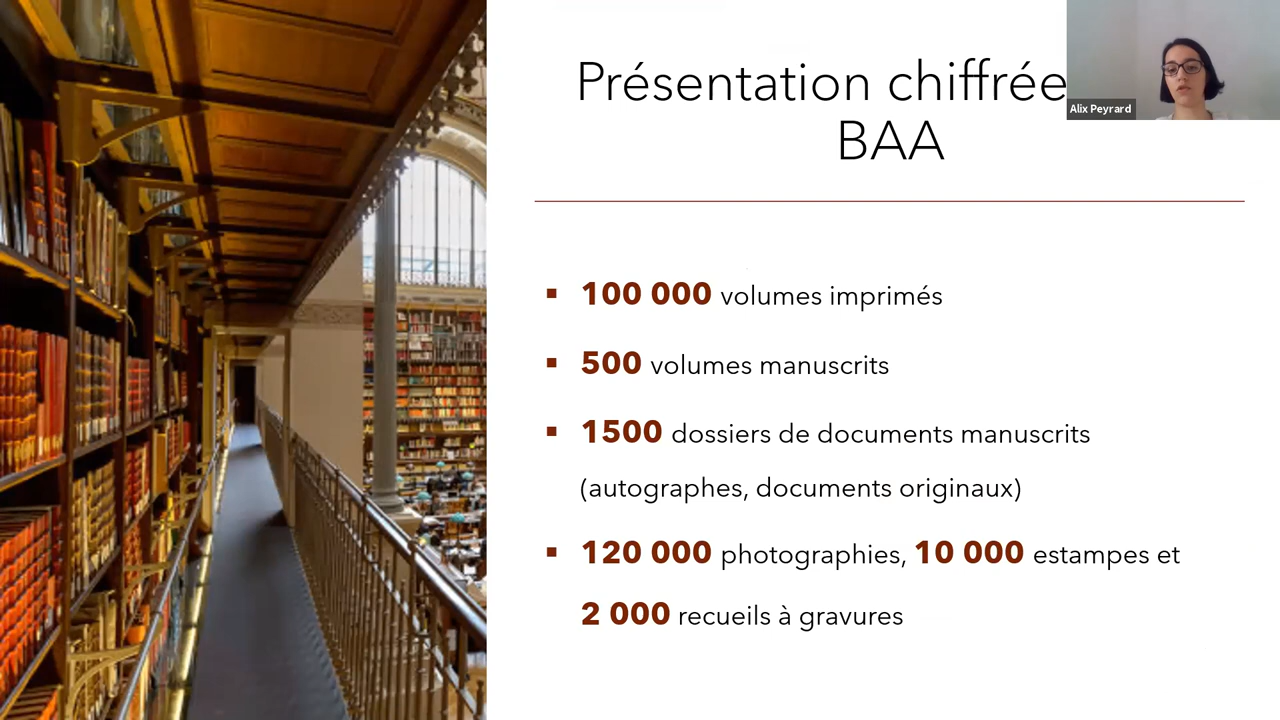 Présentation chiffrée
BAA
Alix Peyrard
▪ 100 000 volumes imprimés
▪ 500 volumes manuscrits
▪ 1500 dossiers de documents manuscrits
(autographes, documents originaux)
▪ 120 000 photographies, 10 000 estampes et
2 000 recueils à gravures